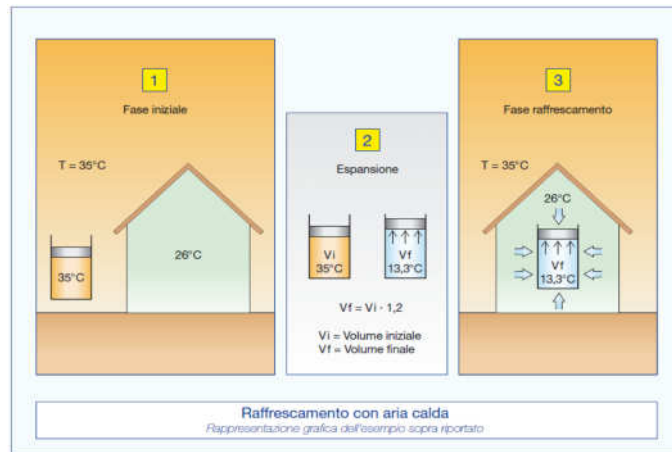 1
Fase iniziale
T = 35°C
35°C
26°C
2
Espansione
Vi
35°C
Vf
13,3°C
Vf = Vi · 1,2
Vi = Volume iniziale
Vf = Volume finale
3
Fase raffrescamento
T = 35°C
26°C
Vf
13,3°C
Raffrescamento con aria calda
Rappresentazione grafica dell'esempio sopra riportato